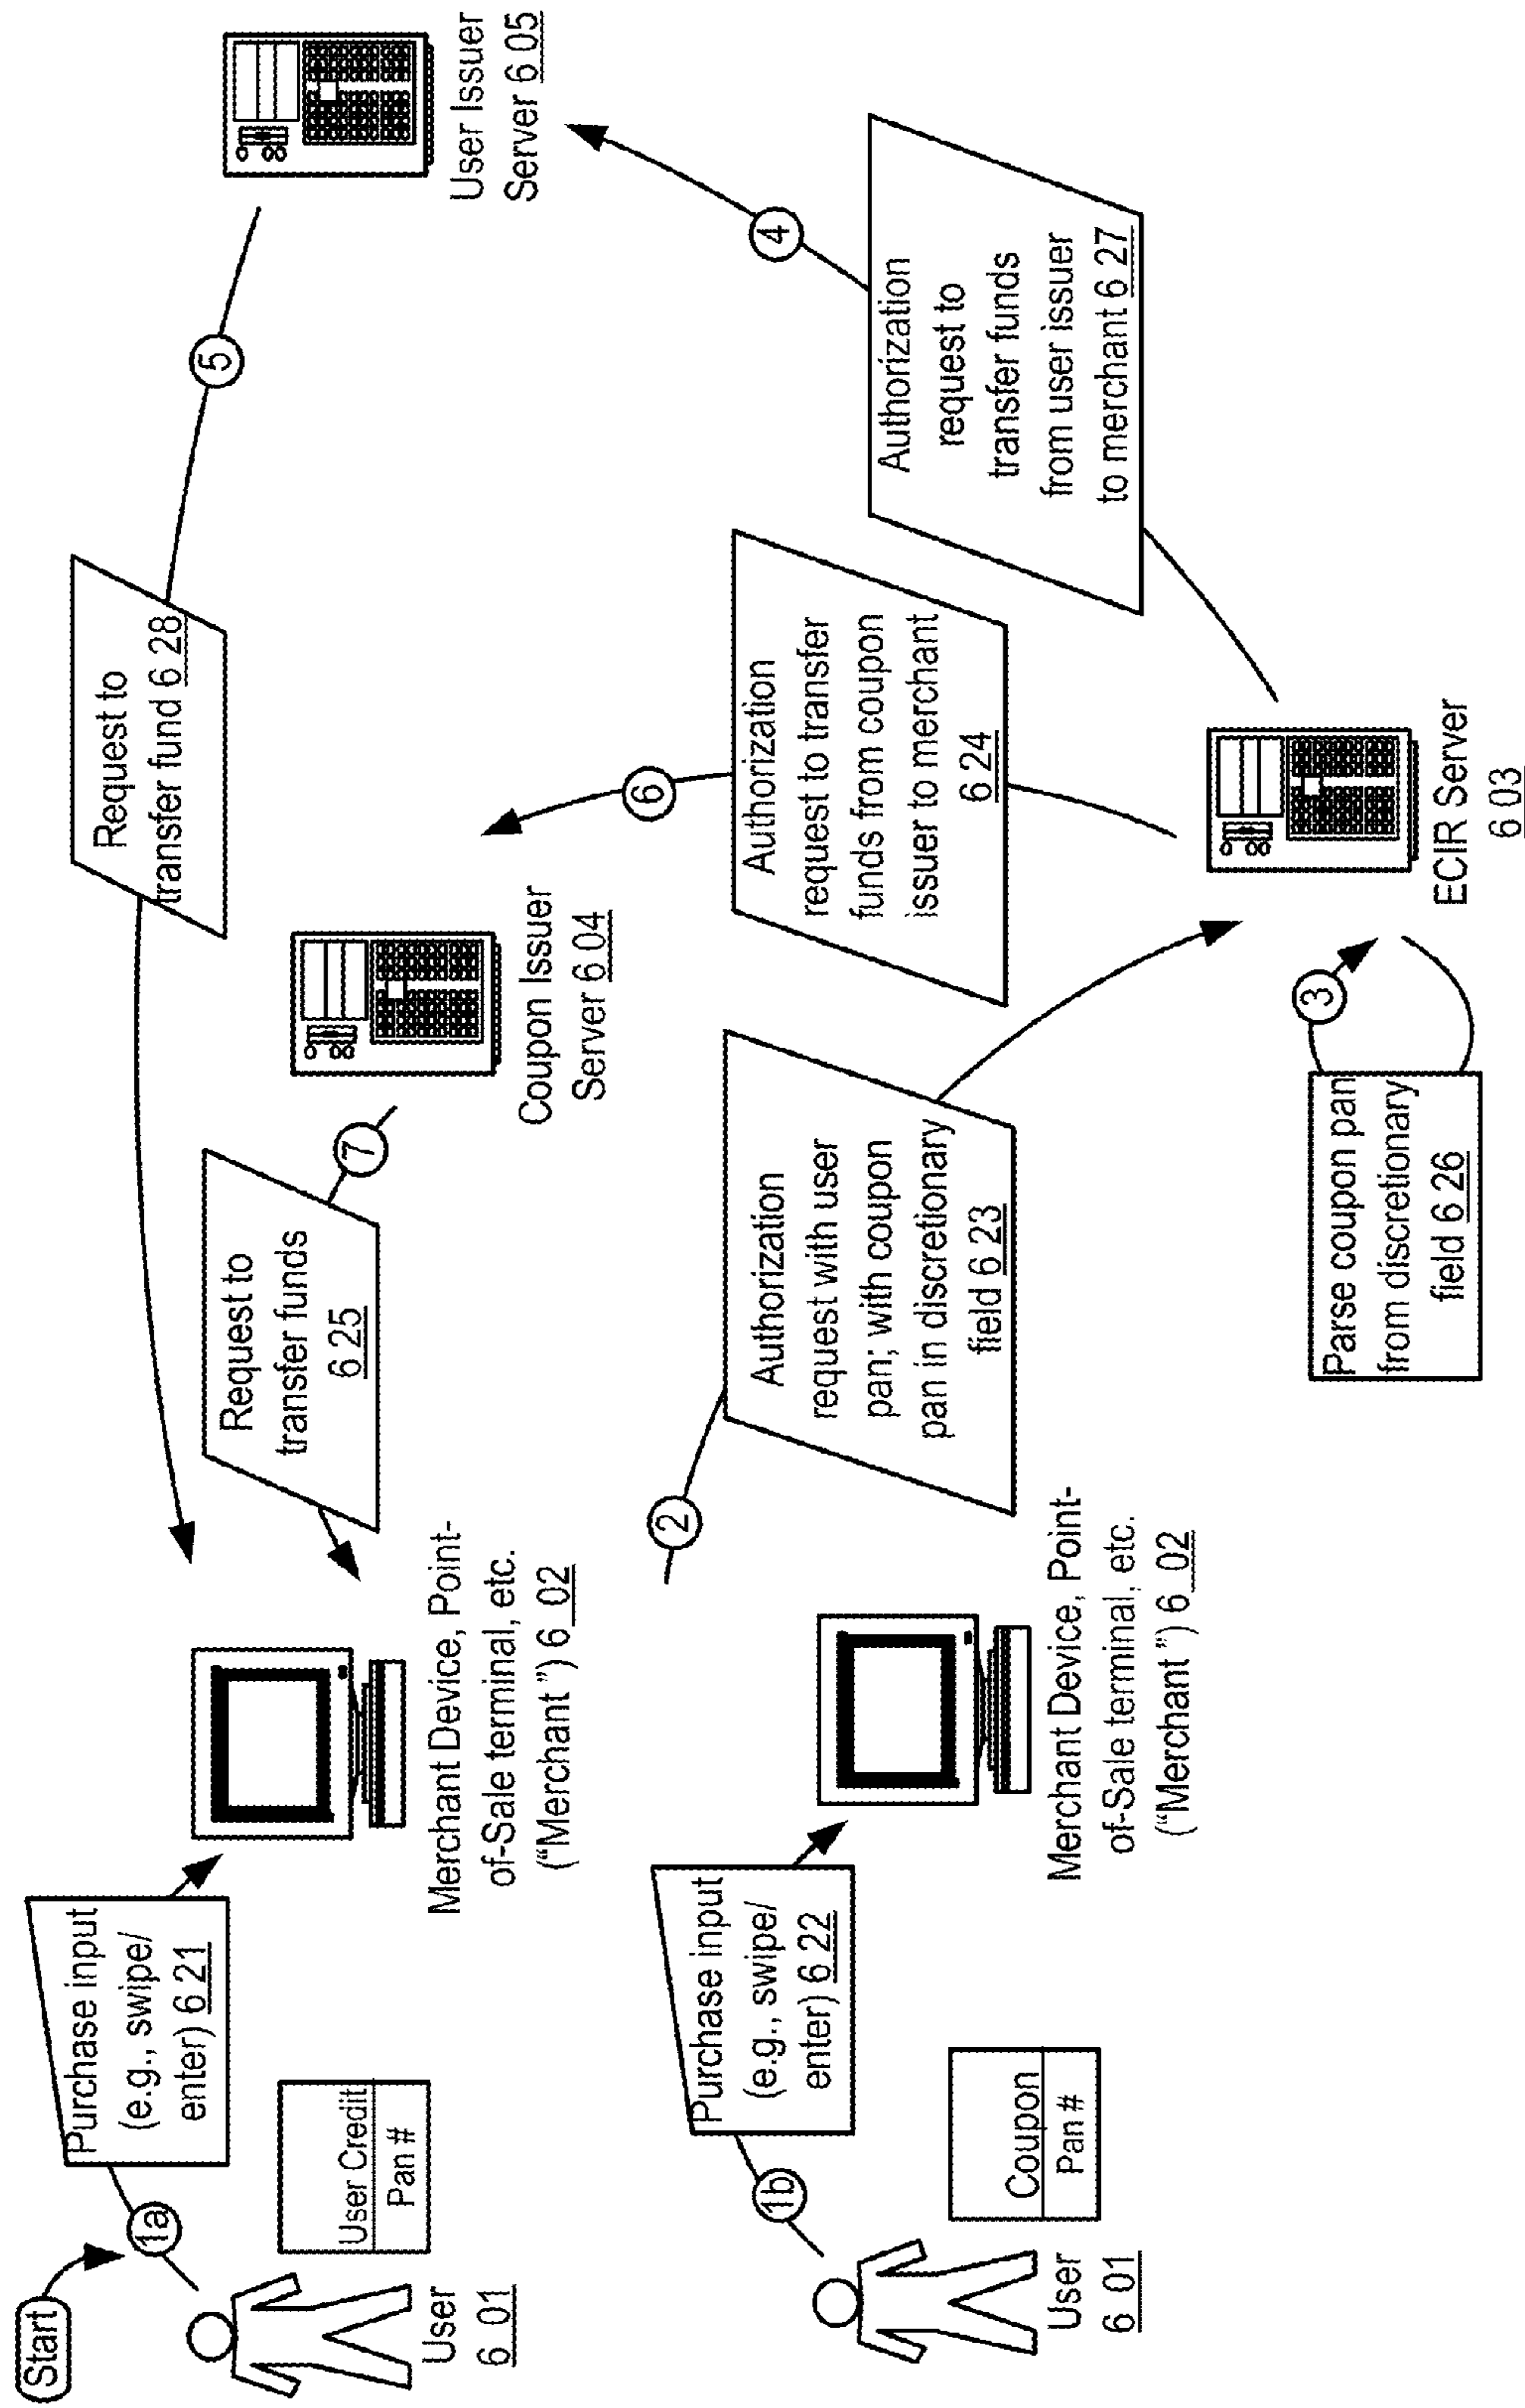 Start
1a
User
6 01
User Credit
Pan #
Purchase input
(e.g., swipe/
enter) 6 21
Merchant Device, Point-
of-Sale terminal, etc.
("Merchant ") 6 02
Request to
transfer funds
6 25
7
Coupon Issuer
Server 6 04
Request to
transfer fund 6 28
5
User Issuer
Server 6 05
1b
User
6 01
Coupon
Pan #
Purchase input
(e.g., swipe/
enter) 6 22
Merchant Device, Point-
of-Sale terminal, etc.
("Merchant ") 6 02
2
Authorization
request with user
pan; with coupon
pan in discretionary
field 6 23
6
Authorization
request to transfer
funds from coupon
issuer to merchant
6 24
4
Authorization
request to
transfer funds
from user issuer
to merchant 6 27
3
Parse coupon pan
from discretionary
field 6 26
ECIR Server
6 03